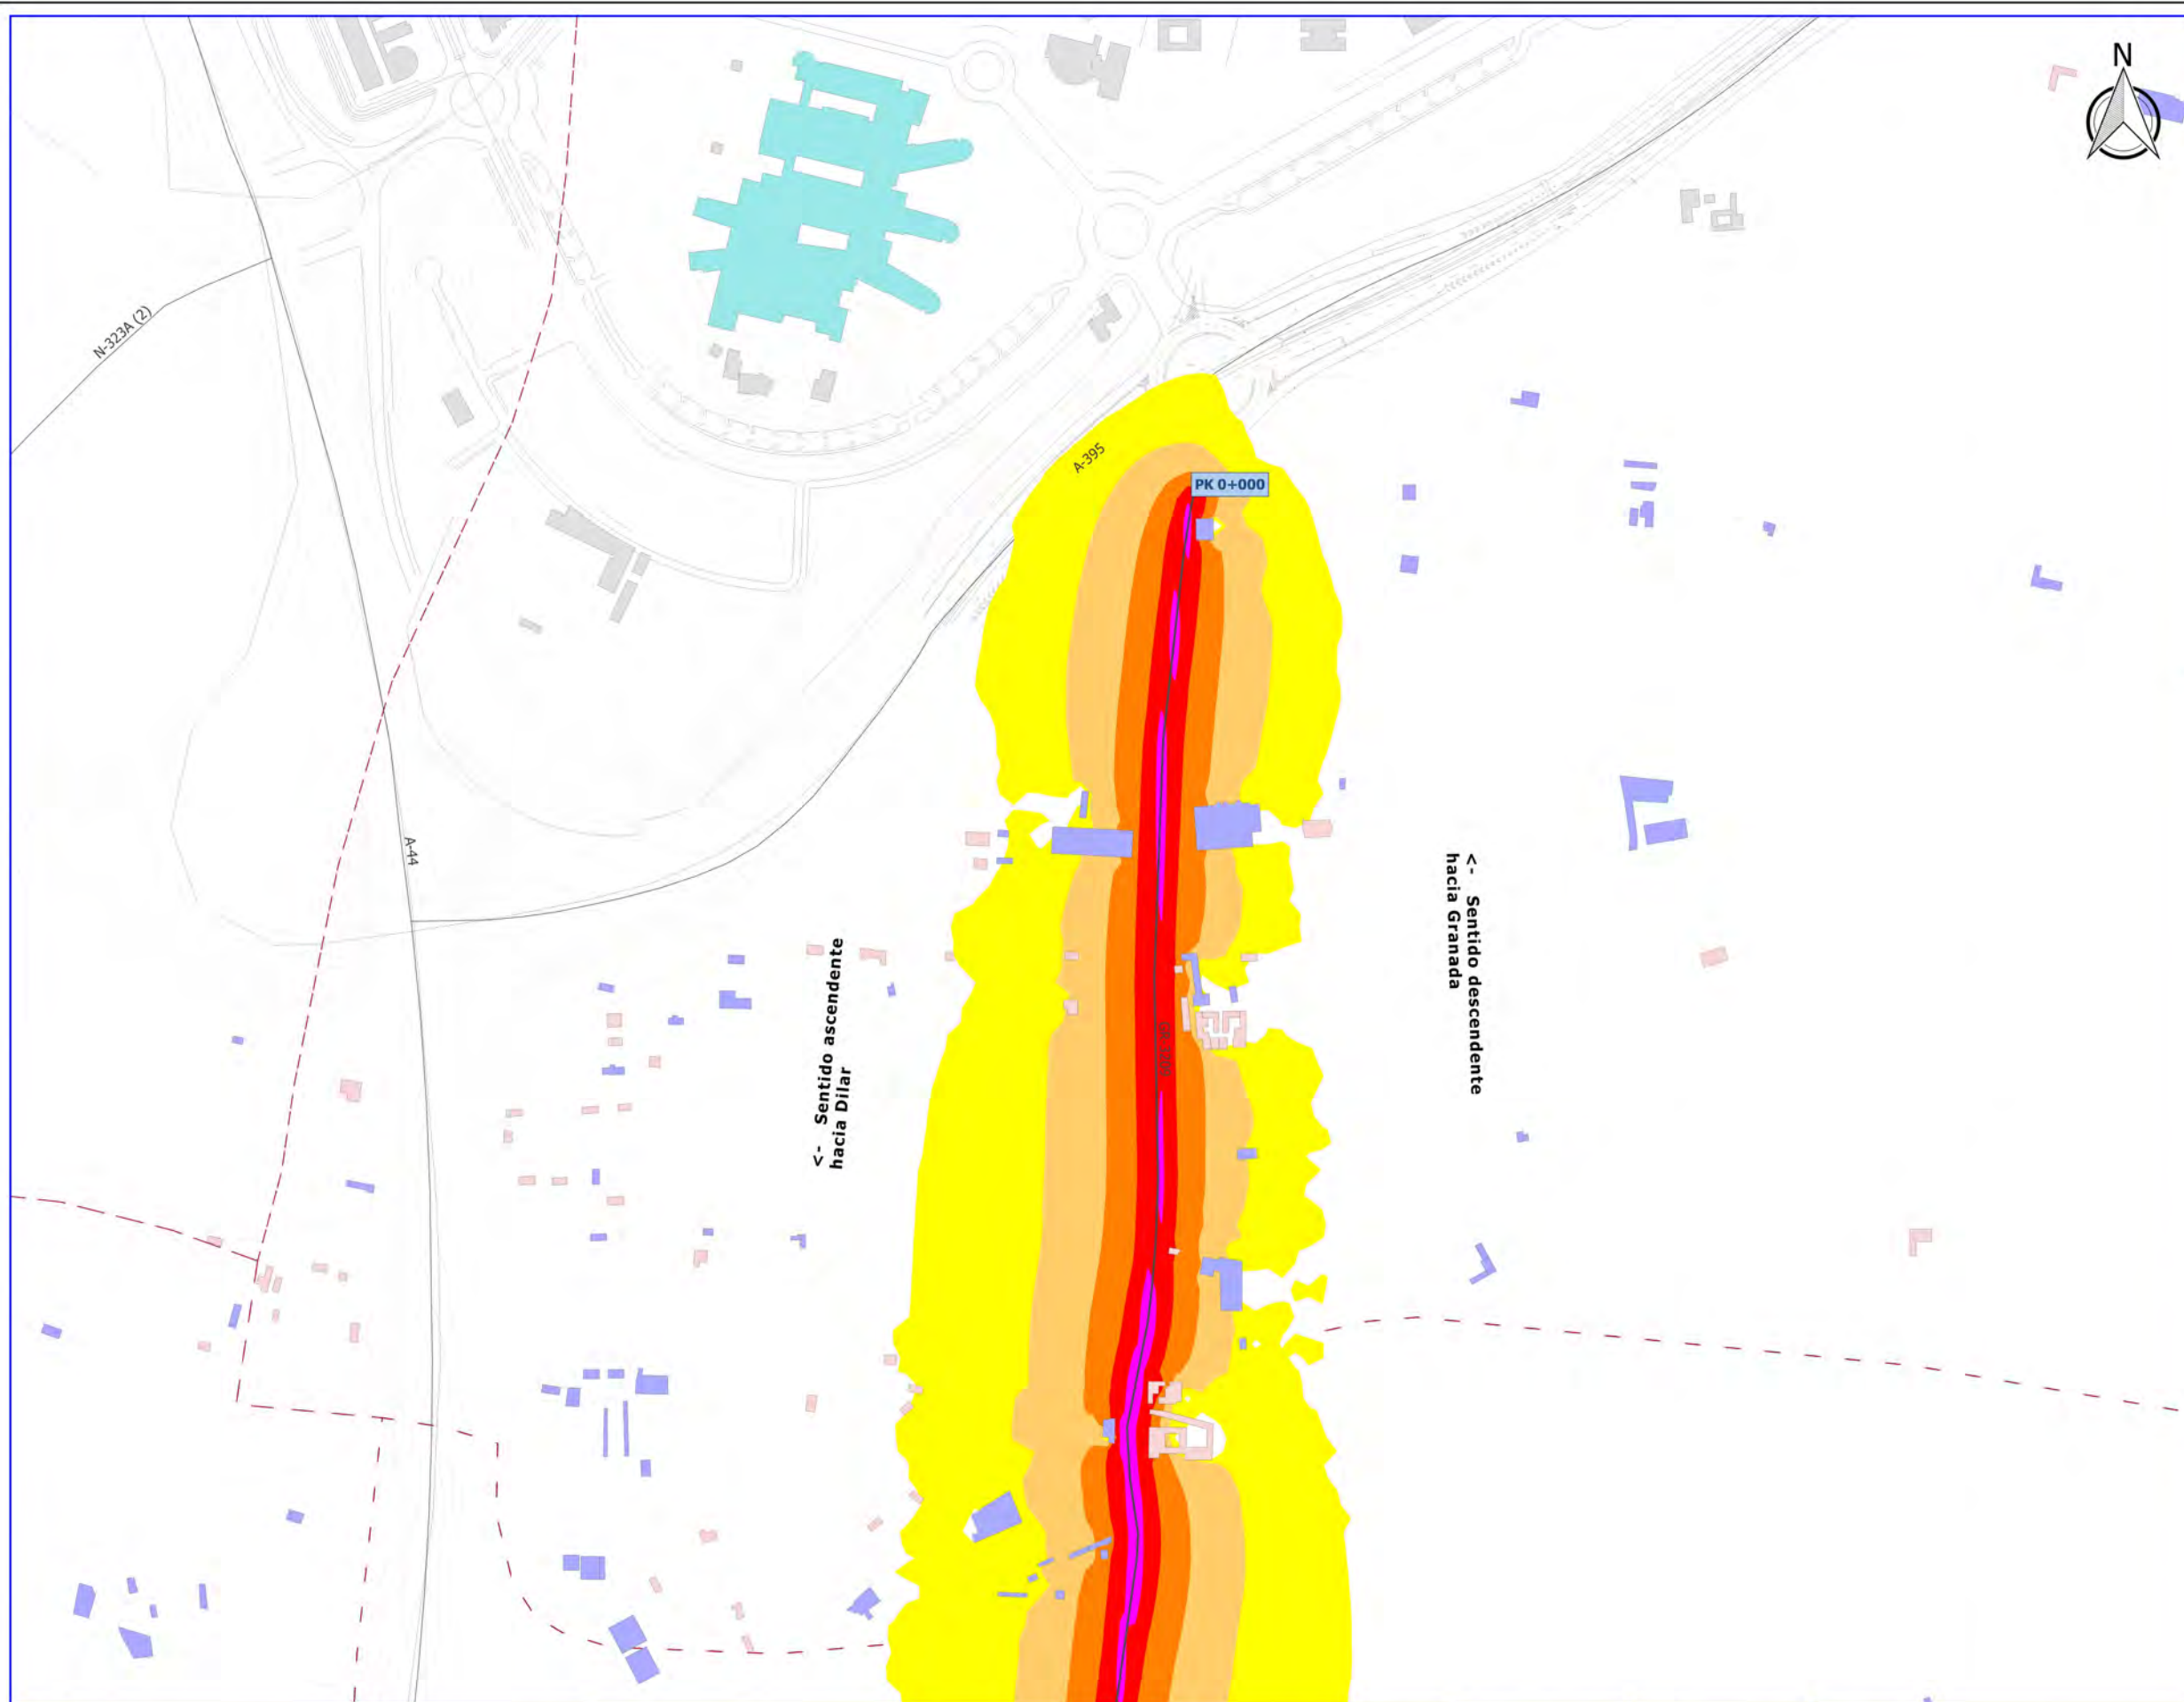 N
N-323A (2)
A-395
PK 0+000
A-44
<- Sentido descendente
hacia Granada
<- Sentido ascendente
hacia Dilar